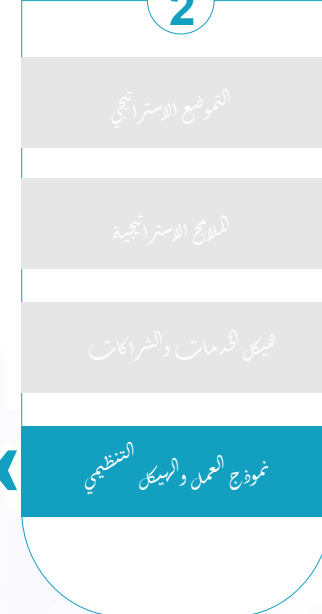 2
التموضع الاستراتيجي
الملامح الاستراتيجية
هيكل الخدمات والشراكات
نموذج العمل والهيكل التنظيمي